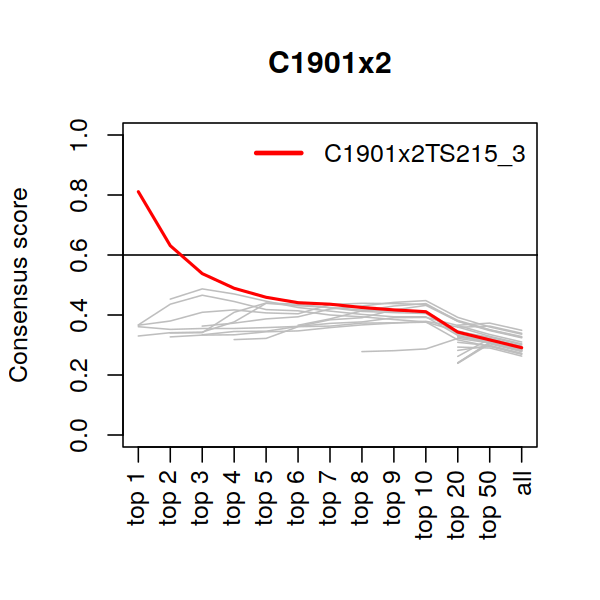 C1901x2
C1901x2TS215_3
Consensus score
1.0
0.8
0.6
0.4
0.2
0.0
top 1
top 2
top 3
top 4
top 5
top 6
top 7
top 8
top 9
top 10
top 20
top 50
all